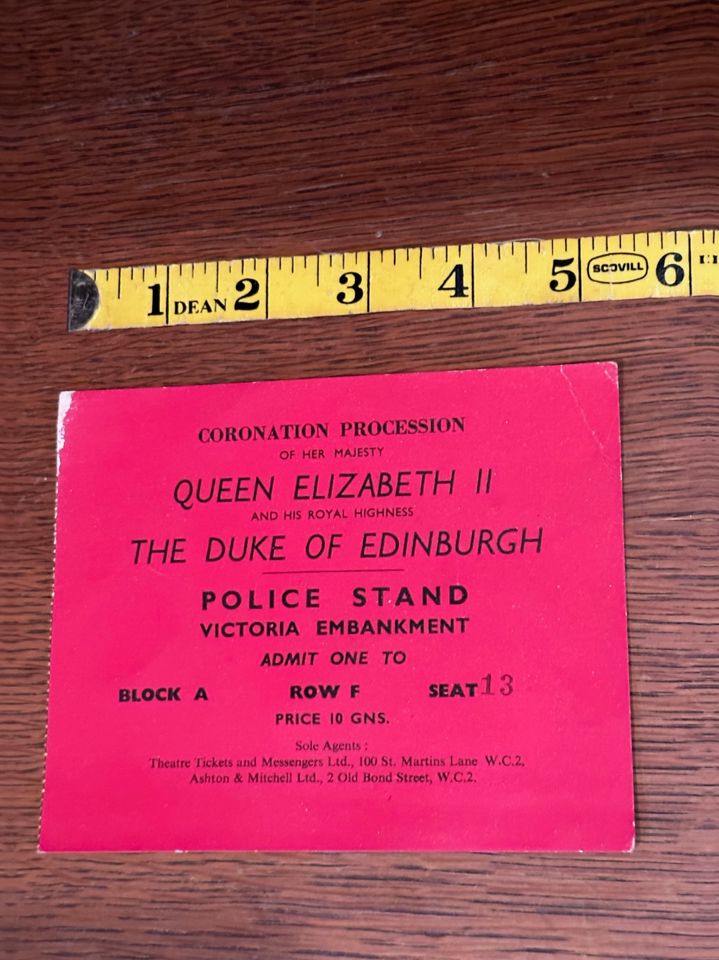 1 DEAN 2 3 4 5 SCOVILL 6
CORONATION PROCESSION
OF HER MAJESTY
QUEEN ELIZABETH II
AND HIS ROYAL HIGHNESS
THE DUKE OF EDINBURGH
POLICE STAND
VICTORIA EMBANKMENT
ADMIT ONE TO
BLOCK A ROW F SEAT 13
PRICE 10 GNS.
Sole Agents :
Theatre Tickets and Messengers Ltd., 100 St. Martins Lane W.C.2,
Ashton & Mitchell Ltd., 2 Old Bond Street, W.C.2.